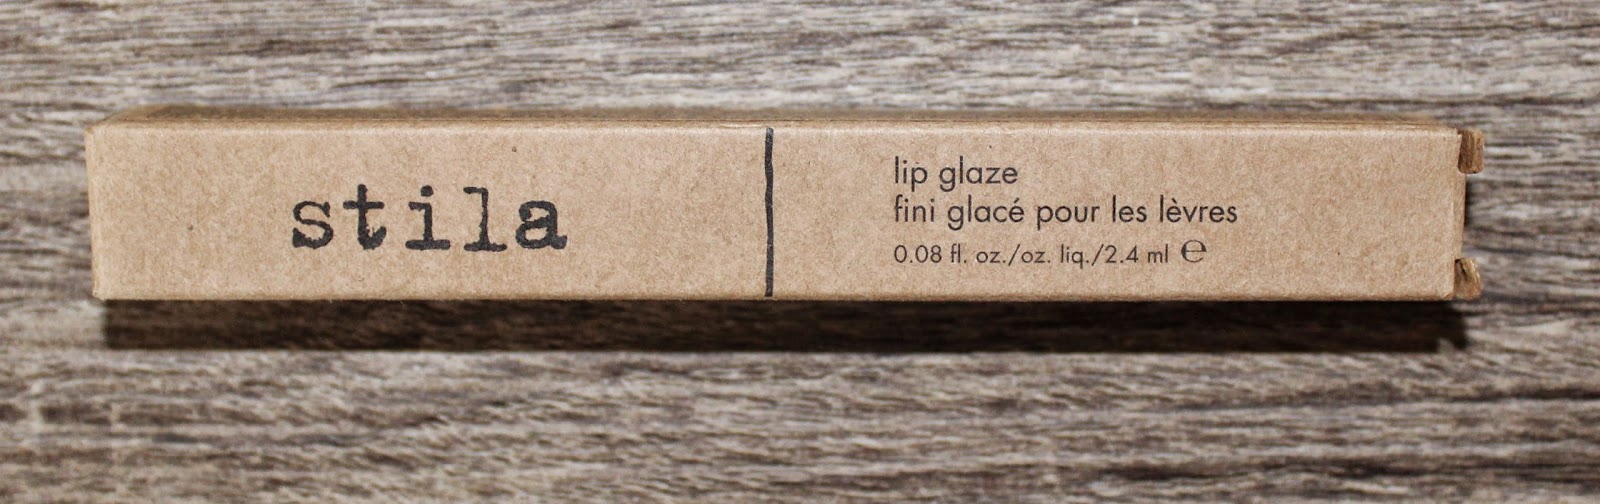 stila
lip glaze
fini glacé pour les lèvres
0.08 fl. oz./oz. liq./2.4 ml ℮